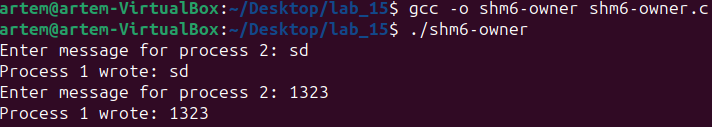 artem@artem-VirtualBox:~/Desktop/lab_15$ gcc -o shm6-owner shm6-owner.c
artem@artem-VirtualBox:~/Desktop/lab_15$ ./shm6-owner
Enter message for process 2: sd
Process 1 wrote: sd
Enter message for process 2: 1323
Process 1 wrote: 1323